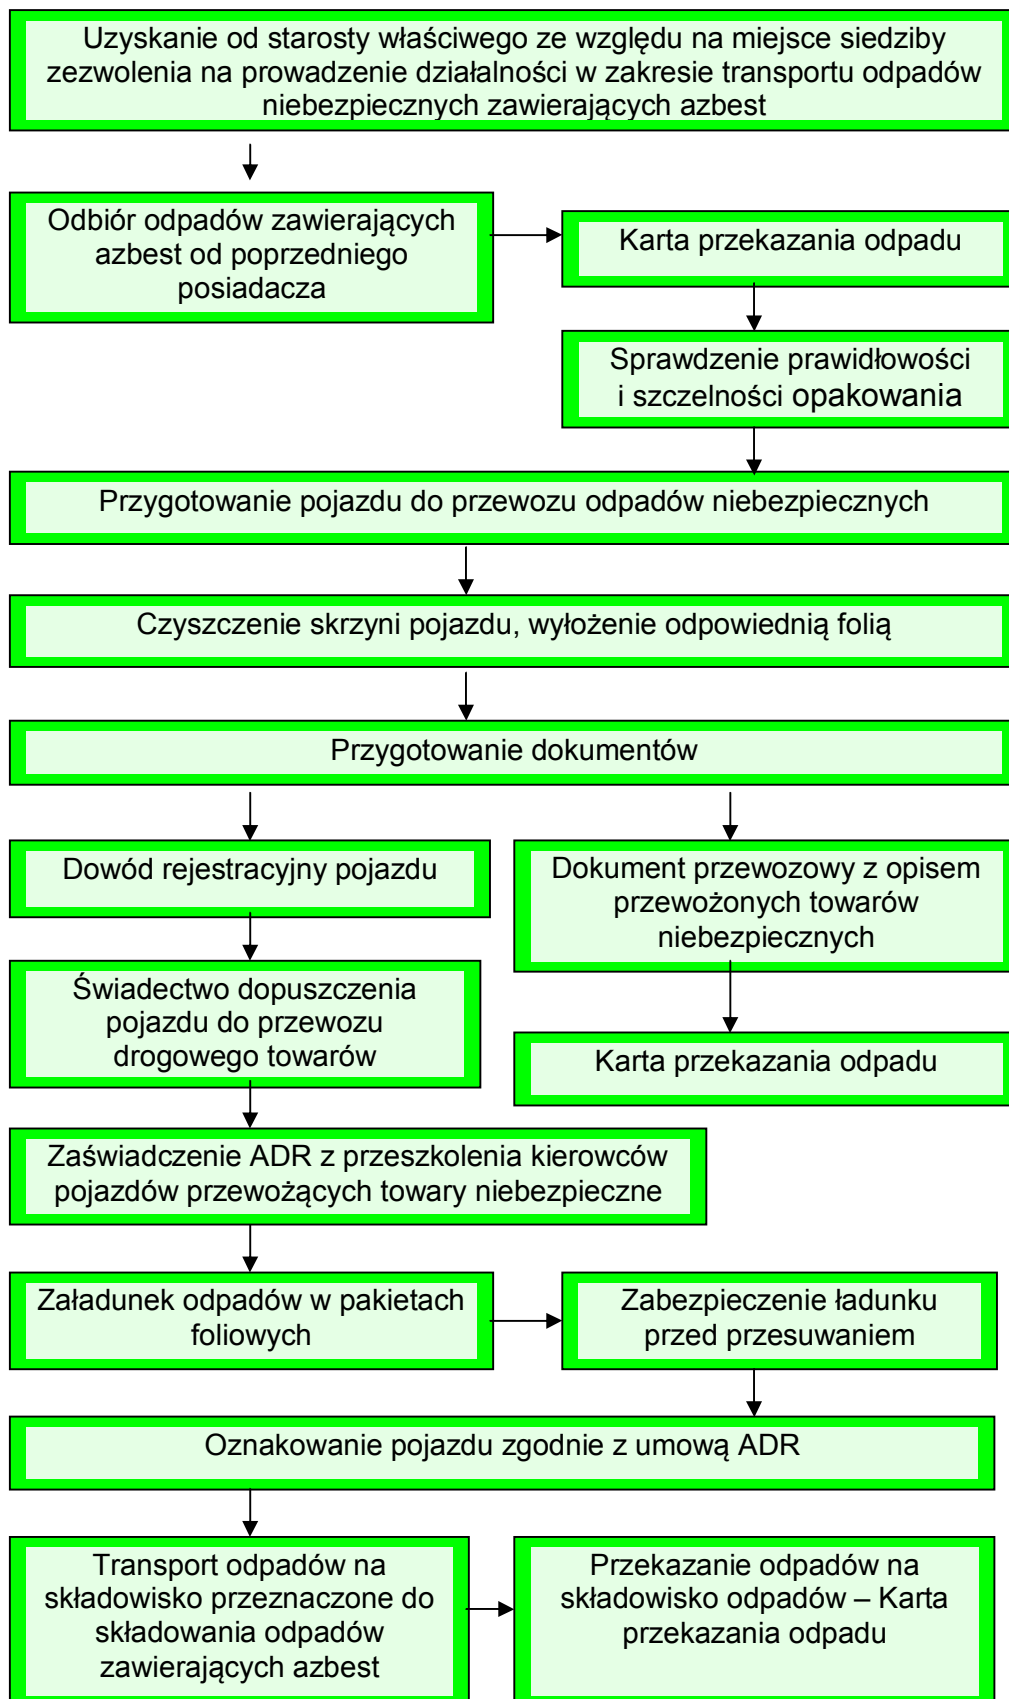 Uzyskanie od starosty właściwego ze względu na miejsce siedziby
zezwolenia na prowadzenie działalności w zakresie transportu odpadów
niebezpiecznych zawierających azbest
Odbiór odpadów zawierających
azbest od poprzedniego
posiadacza
Karta przekazania odpadu
Sprawdzenie prawidłowości
i szczelności opakowania
Przygotowanie pojazdu do przewozu odpadów niebezpiecznych
Czyszczenie skrzyni pojazdu, wyłożenie odpowiednią folią
Przygotowanie dokumentów
Dowód rejestracyjny pojazdu
Świadectwo dopuszczenia
pojazdu do przewozu
drogowego towarów
Dokument przewozowy z opisem
przewożonych towarów
niebezpiecznych
Karta przekazania odpadu
Zaświadczenie ADR z przeszkolenia kierowców
pojazdów przewożących towary niebezpieczne
Załadunek odpadów w pakietach
foliowych
Zabezpieczenie ładunku
przed przesuwaniem
Oznakowanie pojazdu zgodnie z umową ADR
Transport odpadów na
składowisko przeznaczone do
składowania odpadów
zawierających azbest
Przekazanie odpadów na
składowisko odpadów – Karta
przekazania odpadu